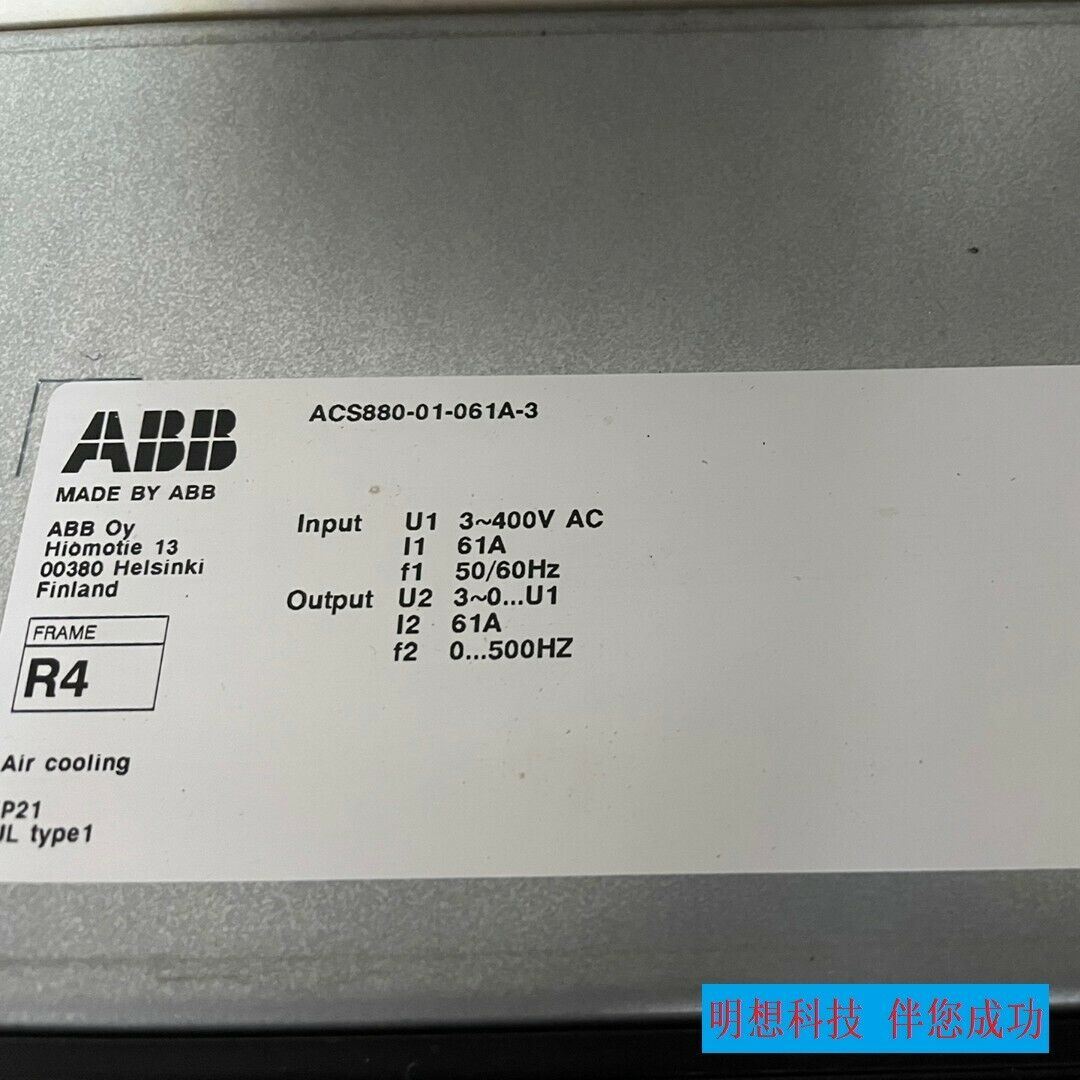 ABB
ACS880-01-061A-3
MADE BY ABB
ABB Oy
Hiomotie 13
00380 Helsinki
Finland
Input U1 3~400V AC
I1 61A
f1 50/60Hz
Output U2 3~0...U1
I2 61A
f2 0...500HZ
FRAME
R4
Air cooling
P21
UL type1
明想科技 伴您成功